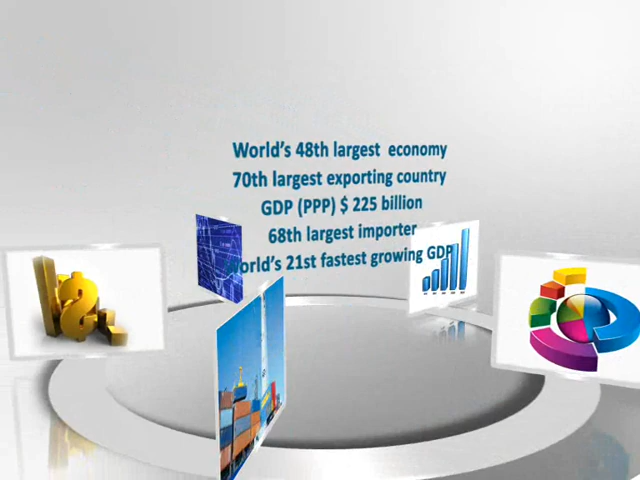 World's 48th largest economy
70th largest exporting country
GDP (PPP) $ 225 billion
68th largest importer
World's 21st fastest growing GDP